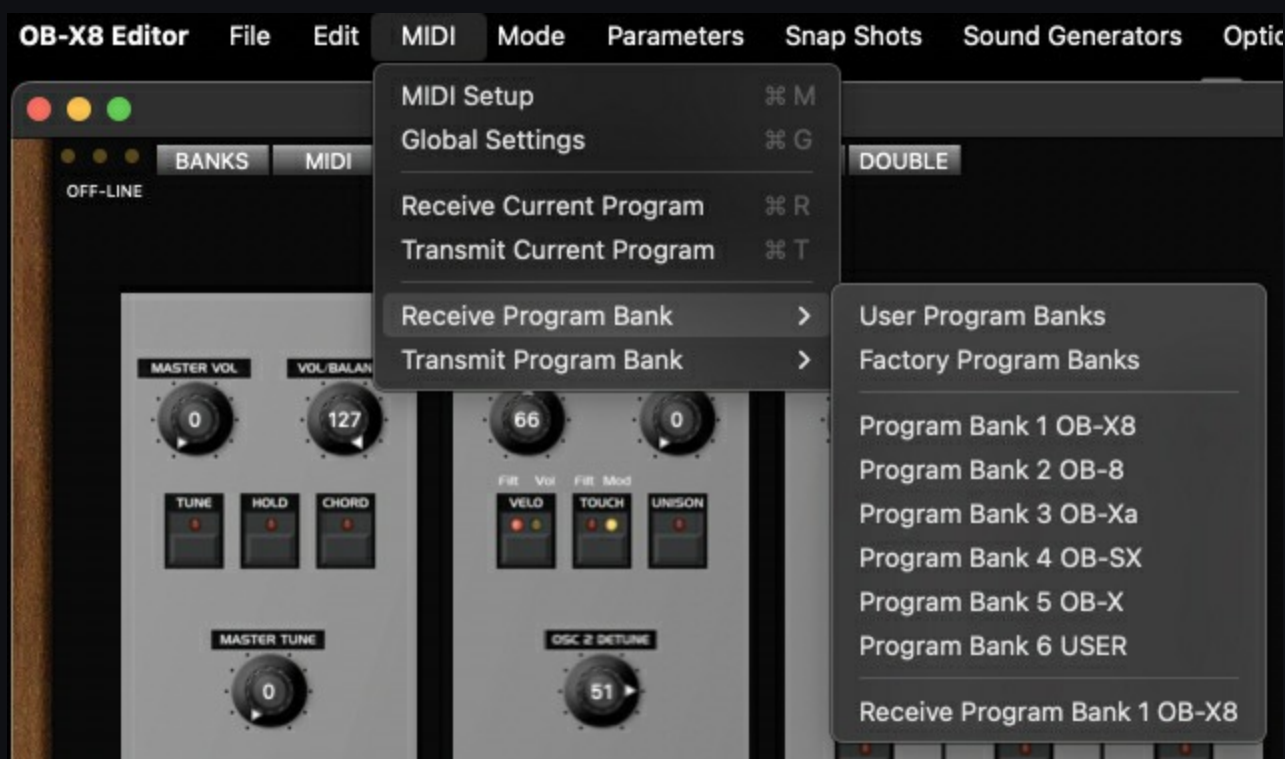 OB-X8 Editor File Edit MIDI Mode Parameters Snap Shots Sound Generators Optic
MIDI Setup ⌘ M
Global Settings ⌘ G
Receive Current Program ⌘ R
Transmit Current Program ⌘ T
Receive Program Bank >
Transmit Program Bank >
User Program Banks
Factory Program Banks
Program Bank 1 OB-X8
Program Bank 2 OB-8
Program Bank 3 OB-Xa
Program Bank 4 OB-SX
Program Bank 5 OB-X
Program Bank 6 USER
Receive Program Bank 1 OB-X8
BANKS MIDI DOUBLE
OFF-LINE
MASTER VOL VOL/BALAN
0 127 66 0
Filt Vol Filt Mod
TUNE HOLD CHORD VELO TOUCH UNISON
MASTER TUNE OSC 2 DETUNE
0 51